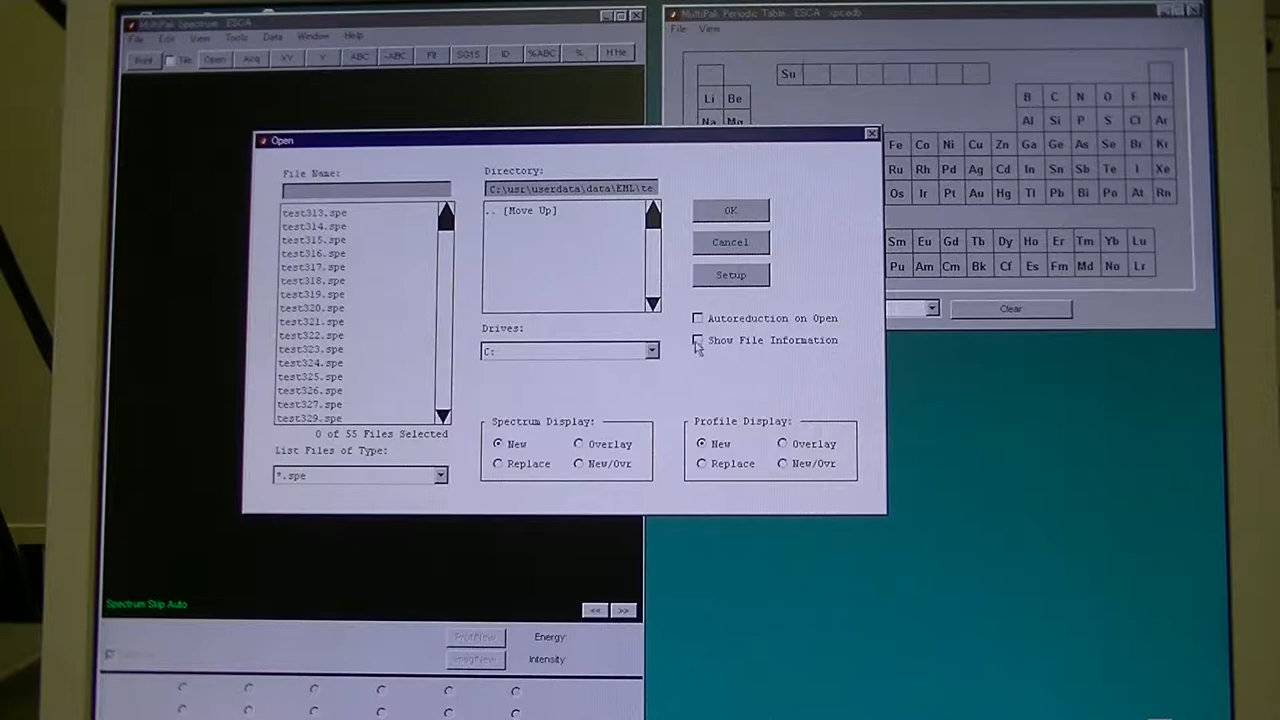 MultiPak Spectrum ESCA
File Edit View Tools Data Window Help
Print Tile Open Acq XY Y ABC ~ABC Fit SG15 ID %ABC % H He
MultiPak Periodic Table ESCA
File View
Su
Li Be B C N O F Ne
Na Mg Al Si P S Cl Ar
Fe Co Ni Cu Zn Ga Ge As Se Br Kr
Ru Rh Pd Ag Cd In Sn Sb Te I Xe
Os Ir Pt Au Hg Tl Pb Bi Po At Rn
Sm Eu Gd Tb Dy Ho Er Tm Yb Lu
Pu Am Cm Bk Cf Es Fm Md No Lr
Clear
Open
File Name:
test313.spe
test314.spe
test315.spe
test316.spe
test317.spe
test318.spe
test319.spe
test320.spe
test321.spe
test322.spe
test323.spe
test324.spe
test325.spe
test326.spe
test327.spe
test329.spe
0 of 55 Files Selected
List Files of Type:
*.spe
Directory:
C:\usr\userdata\data\EML\te
.. [Move Up]
Drives:
C:
OK
Cancel
Setup
Autoreduction on Open
Show File Information
Spectrum Display:
New Overlay
Replace New/Ovr
Profile Display:
New Overlay
Replace New/Ovr
Spectrum Skip Auto
<< >>
Energy:
Intensity: